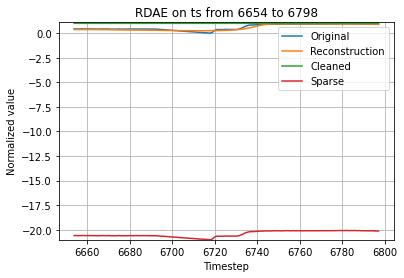 RDAE on ts from 6654 to 6798
Normalized value
0.0
-2.5
-5.0
-7.5
-10.0
-12.5
-15.0
-17.5
-20.0
Original
Reconstruction
Cleaned
Sparse
6660 6680 6700 6720 6740 6760 6780 6800
Timestep